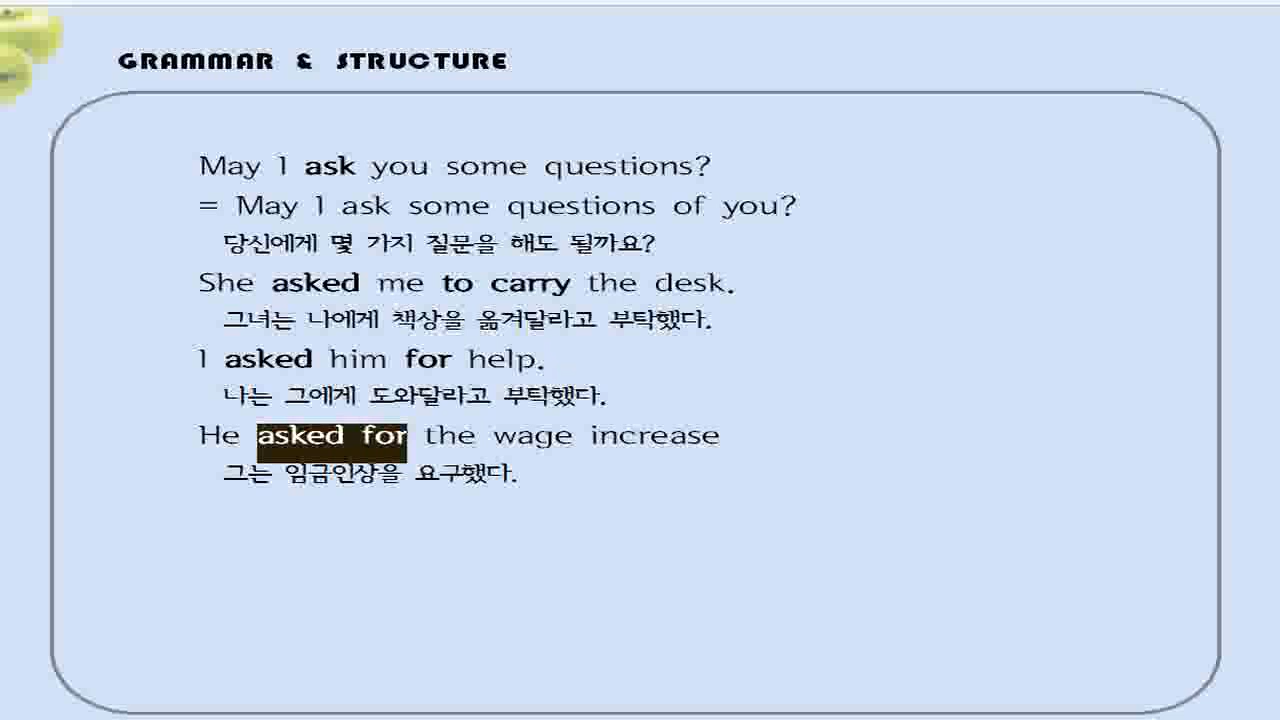 GRAMMAR & STRUCTURE
May I ask you some questions?
= May I ask some questions of you?
당신에게 몇 가지 질문을 해도 될까요?
She asked me to carry the desk.
그녀는 나에게 책상을 옮겨달라고 부탁했다.
I asked him for help.
나는 그에게 도와달라고 부탁했다.
He asked for the wage increase
그는 임금인상을 요구했다.